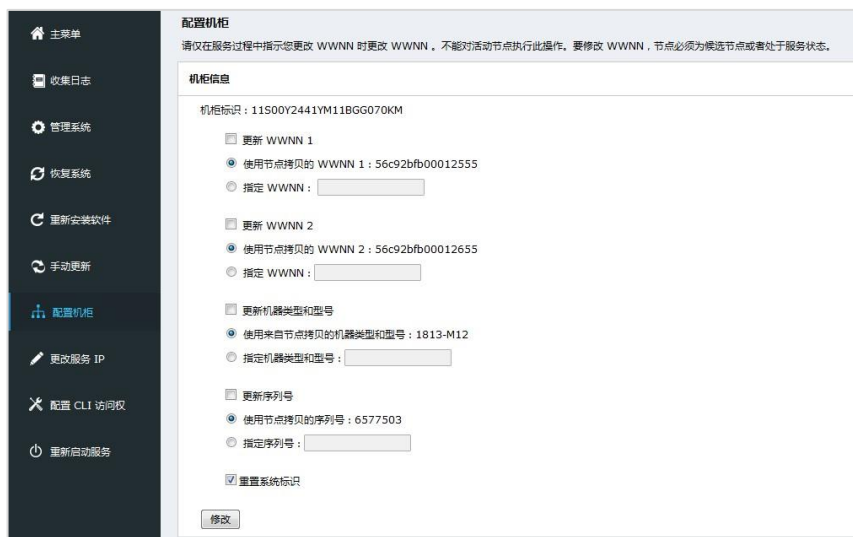 主菜单
收集日志
管理系统
恢复系统
重新安装软件
手动更新
配置机柜
更改服务 IP
配置 CLI 访问权
重新启动服务
配置机柜
请仅在服务过程中指示您更改 WWNN 时更改 WWNN 。不能对活动节点执行此操作。要修改 WWNN，节点必须为候选节点或者处于服务状态。
机柜信息
机柜标识：11S00Y2441YM11BGG070KM
更新 WWNN 1
使用节点拷贝的 WWNN 1：56c92bfb00012555
指定 WWNN：
更新 WWNN 2
使用节点拷贝的 WWNN 2：56c92bfb00012655
指定 WWNN：
更新机器类型和型号
使用来自节点拷贝的机器类型和型号：1813-M12
指定机器类型和型号：
更新序列号
使用节点拷贝的序列号：6577503
指定序列号：
重置系统标识
修改